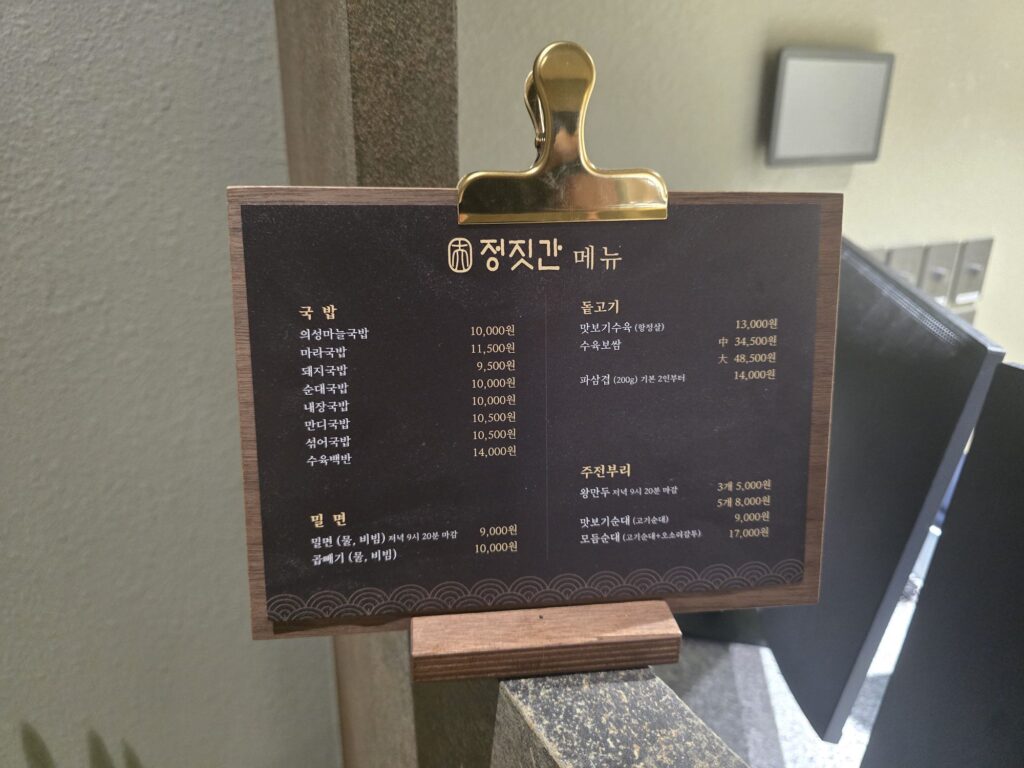 정짓간 메뉴
국밥
의성마늘국밥 10,000원
마라국밥 11,500원
돼지국밥 9,500원
순대국밥 10,000원
내장국밥 10,000원
만디국밥 10,500원
섞어국밥 10,500원
수육백반 14,000원
밀면
밀면 (물, 비빔) 저녁 9시 20분 마감 9,000원
곱빼기 (물, 비빔) 10,000원
돝고기
맛보기수육 (항정살) 13,000원
수육보쌈 中 34,500원
大 48,500원
파삼겹 (200g) 기본 2인부터 14,000원
주전부리
왕만두 저녁 9시 20분 마감 3개 5,000원
5개 8,000원
맛보기순대 (고기순대) 9,000원
모듬순대 (고기순대+오소리감투) 17,000원